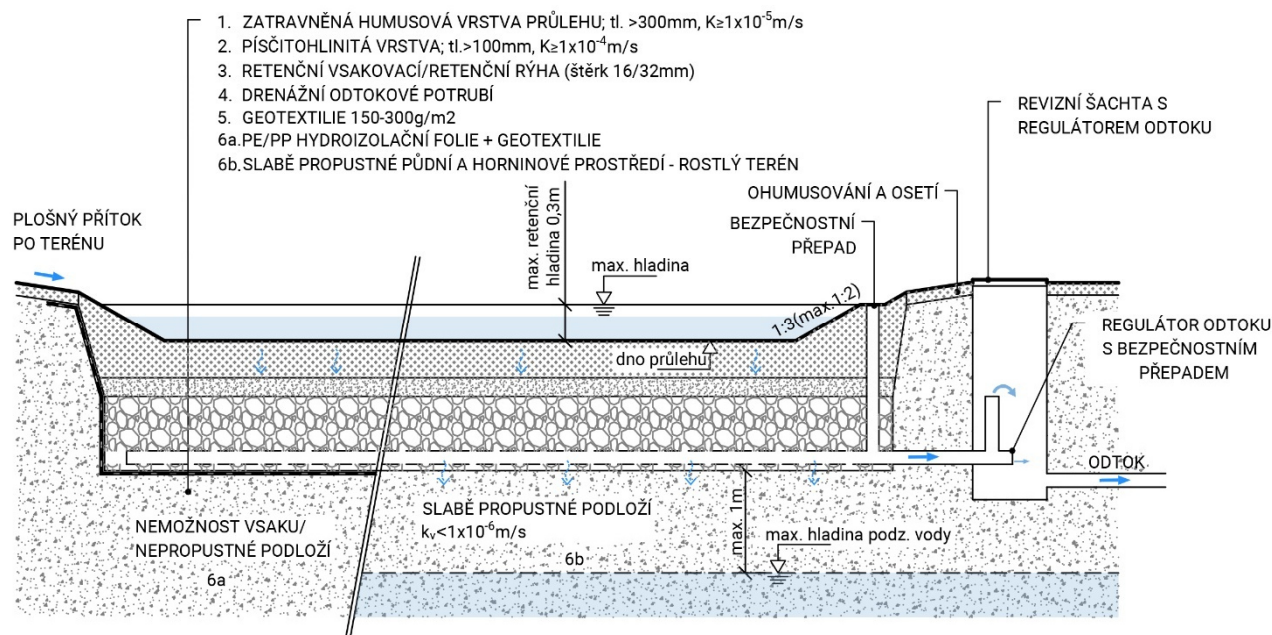 1. ZATRAVNĚNÁ HUMUSOVÁ VRSTVA PRŮLEHU; tl. >300mm, K≥1x10⁻⁵m/s
2. PÍSČITOHLINITÁ VRSTVA; tl.>100mm, K≥1x10⁻⁴m/s
3. RETENČNÍ VSAKOVACÍ/RETENČNÍ RÝHA (štěrk 16/32mm)
4. DRENÁŽNÍ ODTOKOVÉ POTRUBÍ
5. GEOTEXTILIE 150-300g/m2
6a.PE/PP HYDROIZOLAČNÍ FOLIE + GEOTEXTILIE
6b.SLABĚ PROPUSTNÉ PŮDNÍ A HORNINOVÉ PROSTŘEDÍ - ROSTLÝ TERÉN
REVIZNÍ ŠACHTA S
REGULÁTOREM ODTOKU
OHUMUSOVÁNÍ A OSETÍ
BEZPEČNOSTNÍ
PŘEPAD
PLOŠNÝ PŘÍTOK
PO TERÉNU
max. retenční
hladina 0,3m
max. hladina
1:3(max.1:2)
dno průlehu
REGULÁTOR ODTOKU
S BEZPEČNOSTNÍM
PŘEPADEM
ODTOK
NEMOŽNOST VSAKU/
NEPROPUSTNÉ PODLOŽÍ
6a
SLABĚ PROPUSTNÉ PODLOŽÍ
kᵥ<1x10⁻⁶m/s
6b
max. 1m
max. hladina podz. vody